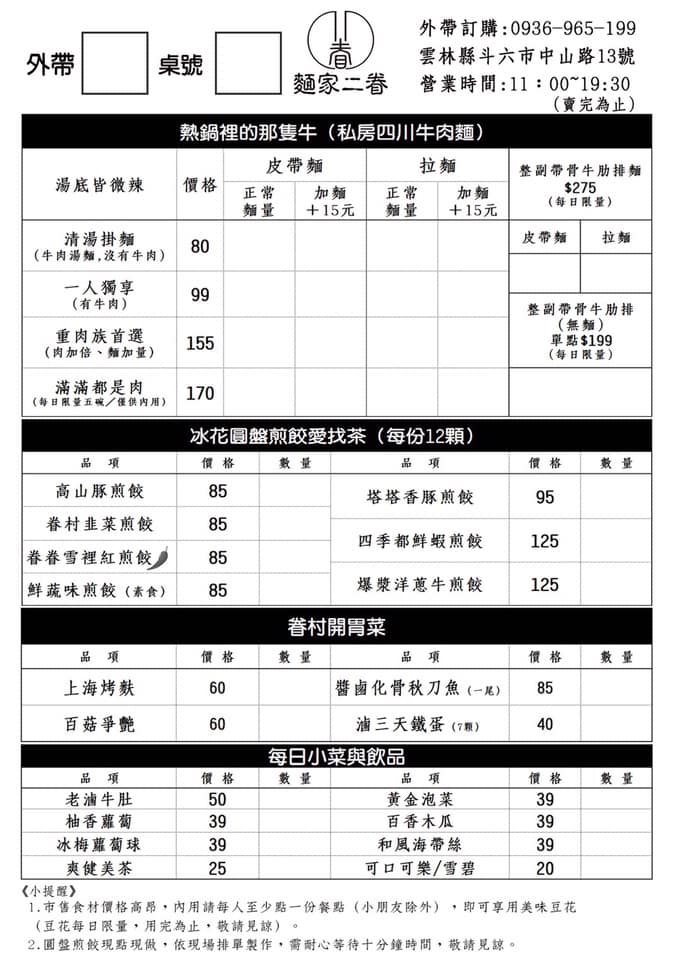 外帶
桌號
眷
麵家二眷
外帶訂購:0936-965-199
雲林縣斗六市中山路13號
營業時間:11：00~19:30
(賣完為止)
熱鍋裡的那隻牛（私房四川牛肉麵）
湯底皆微辣 價格 皮帶麵 拉麵
正常麵量 加麵+15元 正常麵量 加麵+15元
整副帶骨牛肋排麵
$275
(每日限量)
皮帶麵 拉麵
清湯掛麵 80
(牛肉湯麵,沒有牛肉)
一人獨享 99
(有牛肉)
整副帶骨牛肋排
(無麵)
單點$199
(每日限量)
重肉族首選 155
(肉加倍、麵加量)
滿滿都是肉 170
(每日限量五碗／僅供內用)
冰花圓盤煎餃愛找茶（每份12顆）
品項 價格 數量 品項 價格 數量
高山豚煎餃 85
眷村韭菜煎餃 85
眷眷雪裡紅煎餃 85
鮮蔬味煎餃 (素食) 85
塔塔香豚煎餃 95
四季都鮮蝦煎餃 125
爆漿洋蔥牛煎餃 125
眷村開胃菜
品項 價格 數量 品項 價格 數量
上海烤麩 60 醬鹵化骨秋刀魚 (一尾) 85
百菇爭艷 60 滷三天鐵蛋 (7顆) 40
每日小菜與飲品
品項 價格 數量 品項 價格 數量
老滷牛肚 50 黃金泡菜 39
柚香蘿蔔 39 百香木瓜 39
冰梅蘿蔔球 39 和風海帶絲 39
爽健美茶 25 可口可樂/雪碧 20
《小提醒》
1.市售食材價格高昂，內用請每人至少點一份餐點（小朋友除外），即可享用美味豆花
（豆花每日限量，用完為止，敬請見諒）。
2.圓盤煎餃現點現做，依現場排單製作，需耐心等待十分鐘時間，敬請見諒。